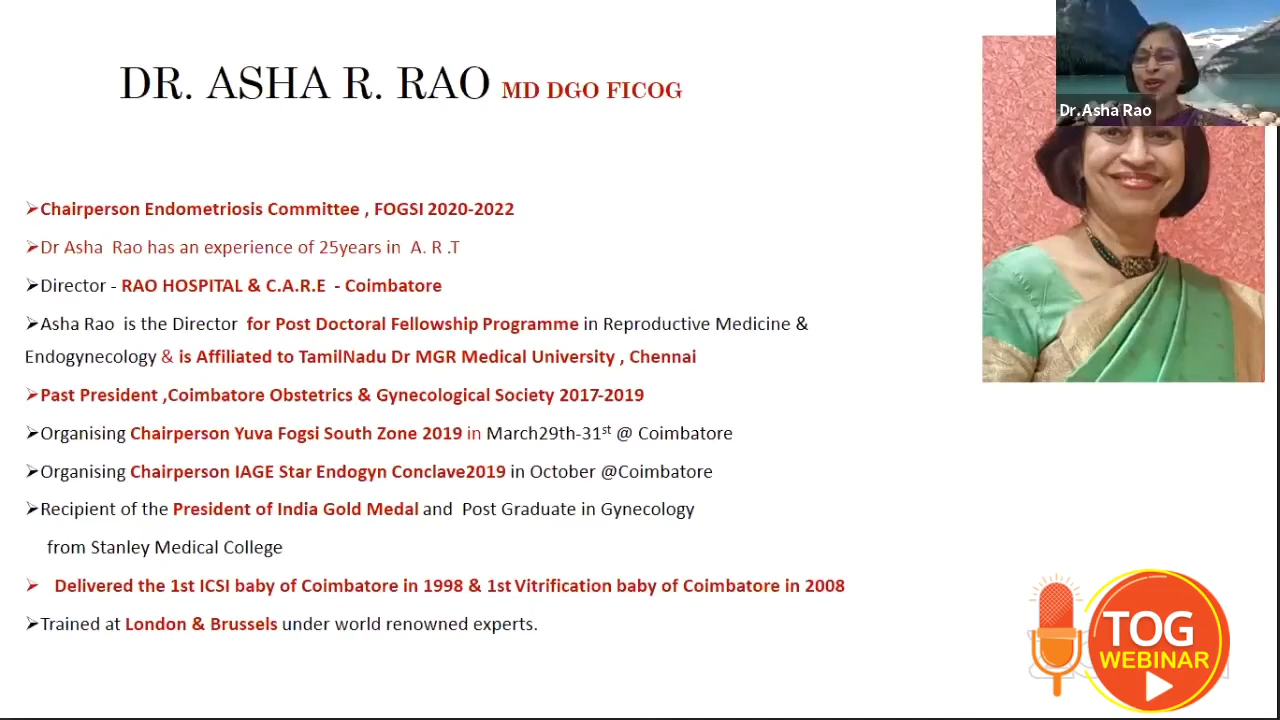 Dr.Asha Rao
DR. ASHA R. RAO MD DGO FICOG
➢Chairperson Endometriosis Committee , FOGSI 2020-2022
➢Dr Asha Rao has an experience of 25years in A. R .T
➢Director - RAO HOSPITAL & C.A.R.E - Coimbatore
➢Asha Rao is the Director for Post Doctoral Fellowship Programme in Reproductive Medicine &
Endogynecology & is Affiliated to TamilNadu Dr MGR Medical University , Chennai
➢Past President ,Coimbatore Obstetrics & Gynecological Society 2017-2019
➢Organising Chairperson Yuva Fogsi South Zone 2019 in March29th-31st @ Coimbatore
➢Organising Chairperson IAGE Star Endogyn Conclave2019 in October @Coimbatore
➢Recipient of the President of India Gold Medal and Post Graduate in Gynecology
from Stanley Medical College
➢ Delivered the 1st ICSI baby of Coimbatore in 1998 & 1st Vitrification baby of Coimbatore in 2008
➢Trained at London & Brussels under world renowned experts.
TOG
WEBINAR